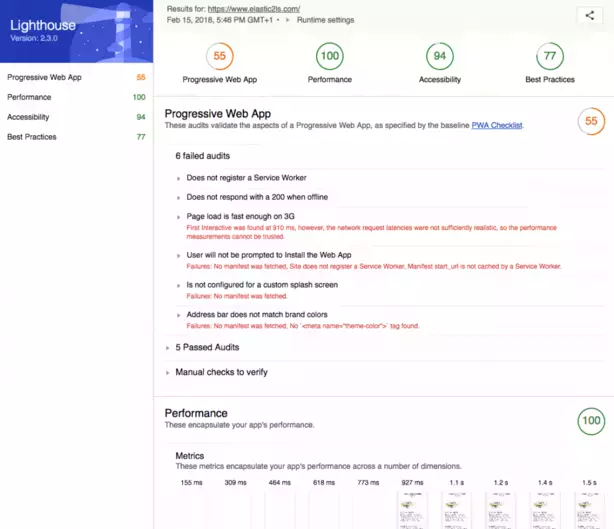 Lighthouse
Version: 2.3.0
Progressive Web App 55
Performance 100
Accessibility 94
Best Practices 77
Results for: https://www.elastic2ls.com/
Feb 15, 2018, 5:46 PM GMT+1 • ▸ Runtime settings
55 100 94 77
Progressive Web App Performance Accessibility Best Practices
Progressive Web App
These audits validate the aspects of a Progressive Web App, as specified by the baseline PWA Checklist.
55
6 failed audits
Does not register a Service Worker
Does not respond with a 200 when offline
Page load is fast enough on 3G
First Interactive was found at 910 ms, however, the network request latencies were not sufficiently realistic, so the performance
measurements cannot be trusted.
User will not be prompted to Install the Web App
Failures: No manifest was fetched, Site does not register a Service Worker, Manifest start_url is not cached by a Service Worker.
Is not configured for a custom splash screen
Failures: No manifest was fetched.
Address bar does not match brand colors
Failures: No manifest was fetched, No `<meta name="theme-color">` tag found.
5 Passed Audits
Manual checks to verify
Performance
These encapsulate your app's performance.
100
Metrics
These metrics encapsulate your app's performance across a number of dimensions.
155 ms 309 ms 464 ms 618 ms 773 ms 927 ms 1.1 s 1.2 s 1.4 s 1.5 s